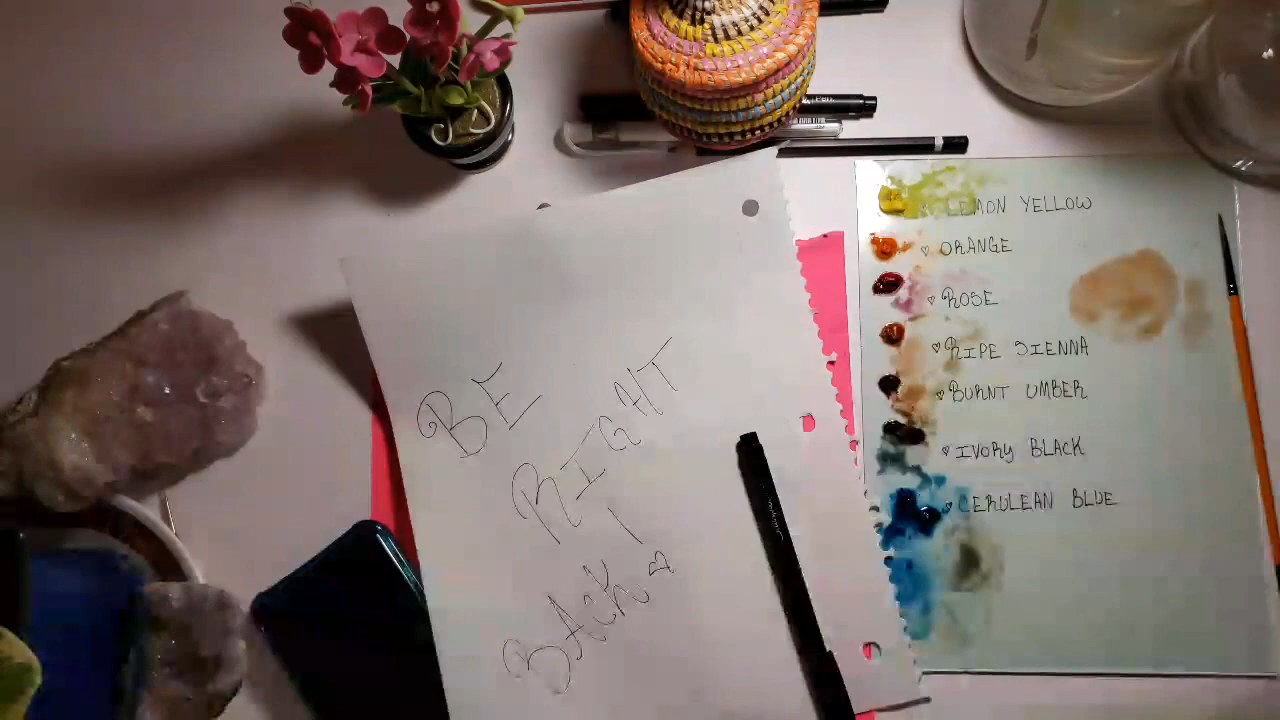 BE
RIGHT
BACK!
LEMON YELLOW
ORANGE
ROSE
RIPE SIENNA
BURNT UMBER
IVORY BLACK
CERULEAN BLUE